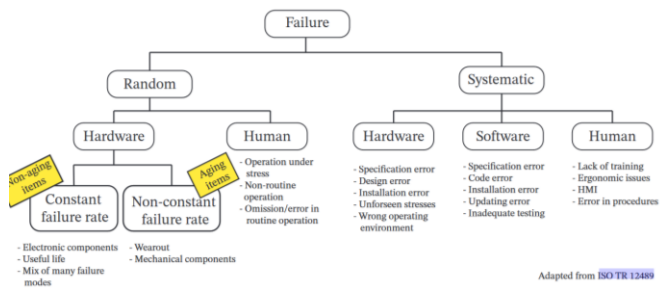 Failure
Random
Systematic
Hardware
Human
Hardware
Software
Human
Non-aging
items
Constant
failure rate
- Electronic components
- Useful life
- Mix of many failure
modes
Aging
items
Non-constant
failure rate
- Wearout
- Mechanical components
- Operation under
stress
- Non-routine
operation
- Omission/error in
routine operation
- Specification error
- Design error
- Installation error
- Unforseen stresses
- Wrong operating
environment
- Specification error
- Code error
- Installation error
- Updating error
- Inadequate testing
- Lack of training
- Ergonomic issues
- HMI
- Error in procedures
Adapted from ISO TR 12489